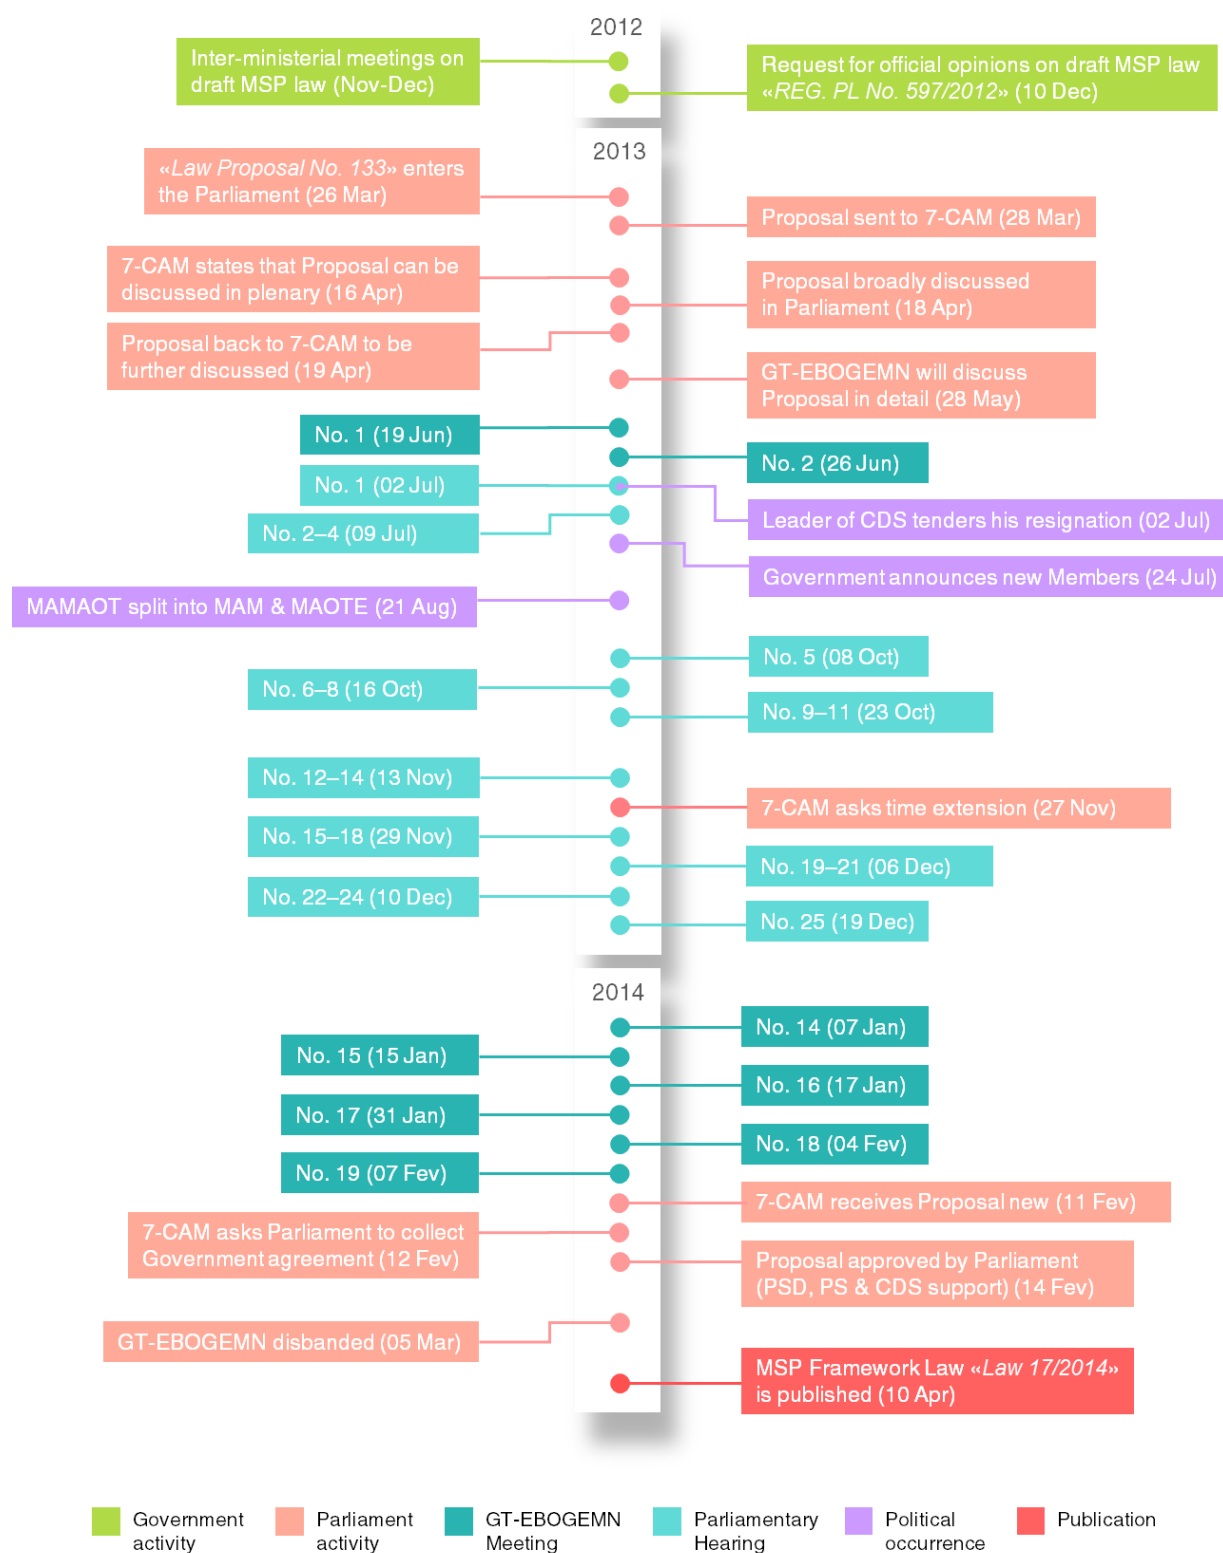 2012
Inter-ministerial meetings on
draft MSP law (Nov-Dec)
Request for official opinions on draft MSP law
«REG. PL No. 597/2012» (10 Dec)
2013
«Law Proposal No. 133» enters
the Parliament (26 Mar)
Proposal sent to 7-CAM (28 Mar)
7-CAM states that Proposal can be
discussed in plenary (16 Apr)
Proposal broadly discussed
in Parliament (18 Apr)
Proposal back to 7-CAM to be
further discussed (19 Apr)
GT-EBOGEMN will discuss
Proposal in detail (28 May)
No. 1 (19 Jun)
No. 2 (26 Jun)
No. 1 (02 Jul)
Leader of CDS tenders his resignation (02 Jul)
No. 2–4 (09 Jul)
Government announces new Members (24 Jul)
MAMAOT split into MAM & MAOTE (21 Aug)
No. 5 (08 Oct)
No. 6–8 (16 Oct)
No. 9–11 (23 Oct)
No. 12–14 (13 Nov)
7-CAM asks time extension (27 Nov)
No. 15–18 (29 Nov)
No. 19–21 (06 Dec)
No. 22–24 (10 Dec)
No. 25 (19 Dec)
2014
No. 14 (07 Jan)
No. 15 (15 Jan)
No. 16 (17 Jan)
No. 17 (31 Jan)
No. 18 (04 Fev)
No. 19 (07 Fev)
7-CAM receives Proposal new (11 Fev)
7-CAM asks Parliament to collect
Government agreement (12 Fev)
Proposal approved by Parliament
(PSD, PS & CDS support) (14 Fev)
GT-EBOGEMN disbanded (05 Mar)
MSP Framework Law «Law 17/2014»
is published (10 Apr)
Government
activity
Parliament
activity
GT-EBOGEMN
Meeting
Parliamentary
Hearing
Political
occurrence
Publication